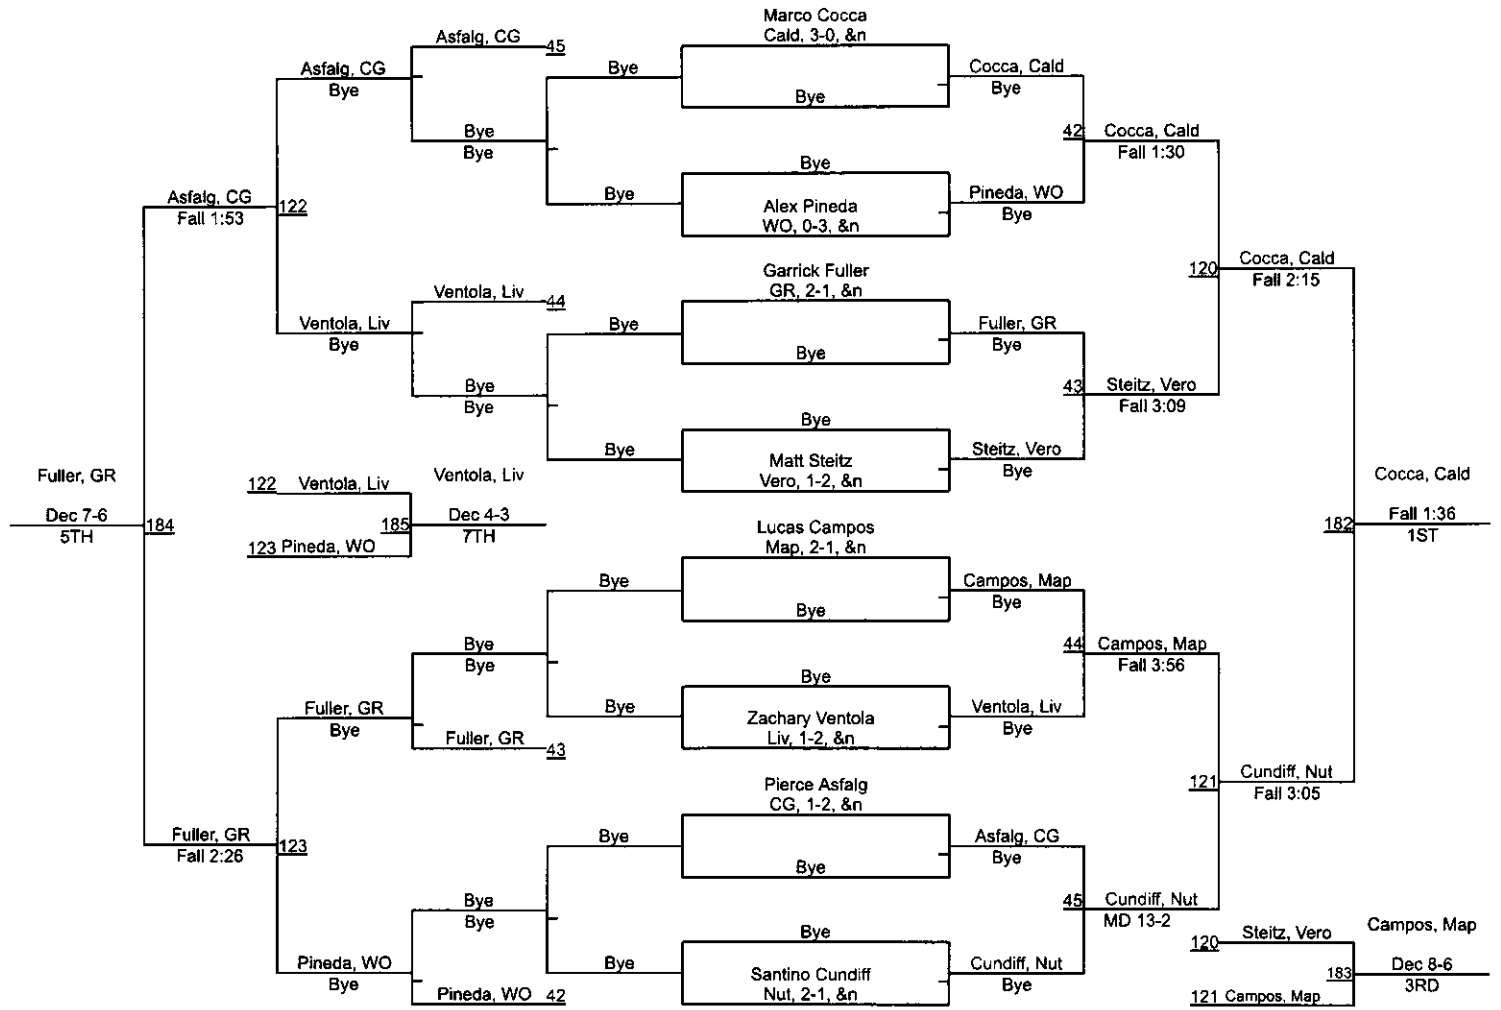 Marco Cocca
Cald, 3-0, &n
Bye
Bye
Alex Pineda
WO, 0-3, &n
Garrick Fuller
GR, 2-1, &n
Bye
Bye
Matt Steitz
Vero, 1-2, &n
Lucas Campos
Map, 2-1, &n
Bye
Bye
Zachary Ventola
Liv, 1-2, &n
Pierce Asfalg
CG, 1-2, &n
Bye
Bye
Santino Cundiff
Nut, 2-1, &n
Cocca, Cald
Bye
Pineda, WO
Bye
Fuller, GR
Bye
Steitz, Vero
Bye
Campos, Map
Bye
Ventola, Liv
Bye
Asfalg, CG
Bye
Cundiff, Nut
Bye
42 Cocca, Cald
Fall 1:30
43 Steitz, Vero
Fall 3:09
44 Campos, Map
Fall 3:56
45 Cundiff, Nut
MD 13-2
120 Cocca, Cald
Fall 2:15
121 Cundiff, Nut
Fall 3:05
Cocca, Cald
182 Fall 1:36
1ST
120 Steitz, Vero
121 Campos, Map
Campos, Map
183 Dec 8-6
3RD
Bye
Bye
Bye
Bye
Bye
Bye
Bye
Bye
Asfalg, CG 45
Bye
Bye
Ventola, Liv 44
Bye
Bye
Bye
Bye
Fuller, GR 43
Bye
Bye
Pineda, WO 42
Asfalg, CG
Bye
Ventola, Liv
Bye
Fuller, GR
Bye
Pineda, WO
Bye
Asfalg, CG
Fall 1:53
122
Fuller, GR
Fall 2:26
123
Fuller, GR
Dec 7-6
5TH
184
122 Ventola, Liv
123 Pineda, WO
Ventola, Liv
185 Dec 4-3
7TH